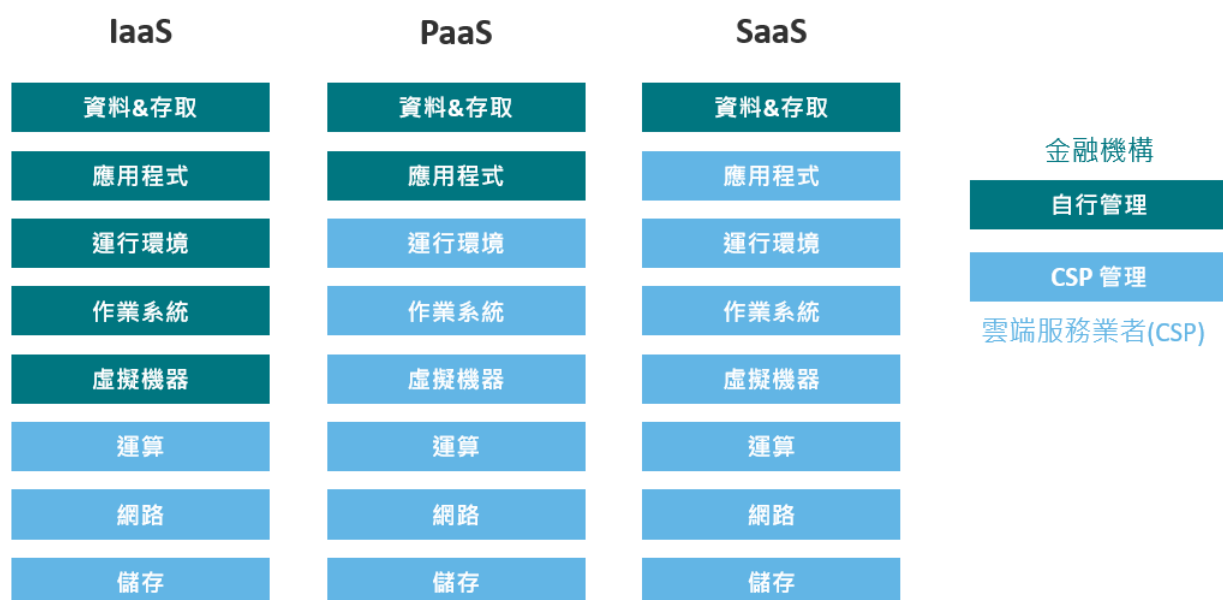 IaaS
PaaS
SaaS
資料&存取
資料&存取
資料&存取
應用程式
應用程式
應用程式
運行環境
運行環境
運行環境
作業系統
作業系統
作業系統
虛擬機器
虛擬機器
虛擬機器
運算
運算
運算
網路
網路
網路
儲存
儲存
儲存
金融機構
自行管理
CSP 管理
雲端服務業者(CSP)